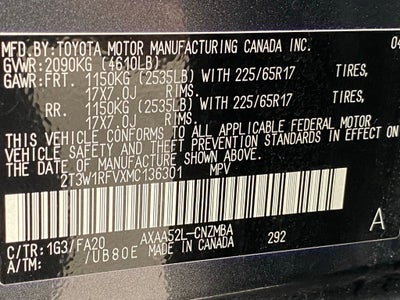 MFD.BY: TOYOTA MOTOR MANUFACTURING CANADA INC. 04
GVWR: 2090KG (4610LB)
GAWR: FRT. 1150KG (2535LB) WITH 225/65R17 TIRES,
17X7.0J RIMS.
RR. 1150KG (2535LB) WITH 225/65R17 TIRES,
17X7.0J RIMS.
THIS VEHICLE CONFORMS TO ALL APPLICABLE FEDERAL MOTOR
VEHICLE SAFETY AND THEFT PREVENTION STANDARDS IN EFFECT ON
THE DATE OF MANUFACTURE SHOWN ABOVE.
2T3W1RFVXMC136301 MPV
C/TR: 1G3/FA20 AXAA52L-CNZMBA A
A/TM: /UB80E MADE IN CANADA 292